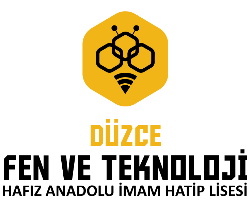 DÜZCE
FEN VE TEKNOLOJİ
HAFIZ ANADOLU İMAM HATİP LİSESİ